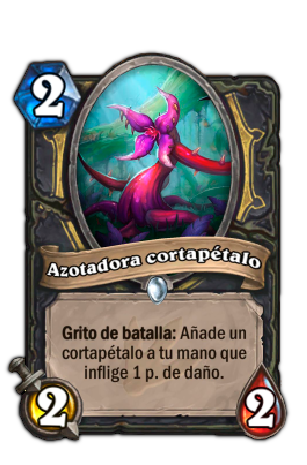 2
Azotadora cortapétalo
Grito de batalla: Añade un
cortapétalo a tu mano que
inflige 1 p. de daño.
2
2